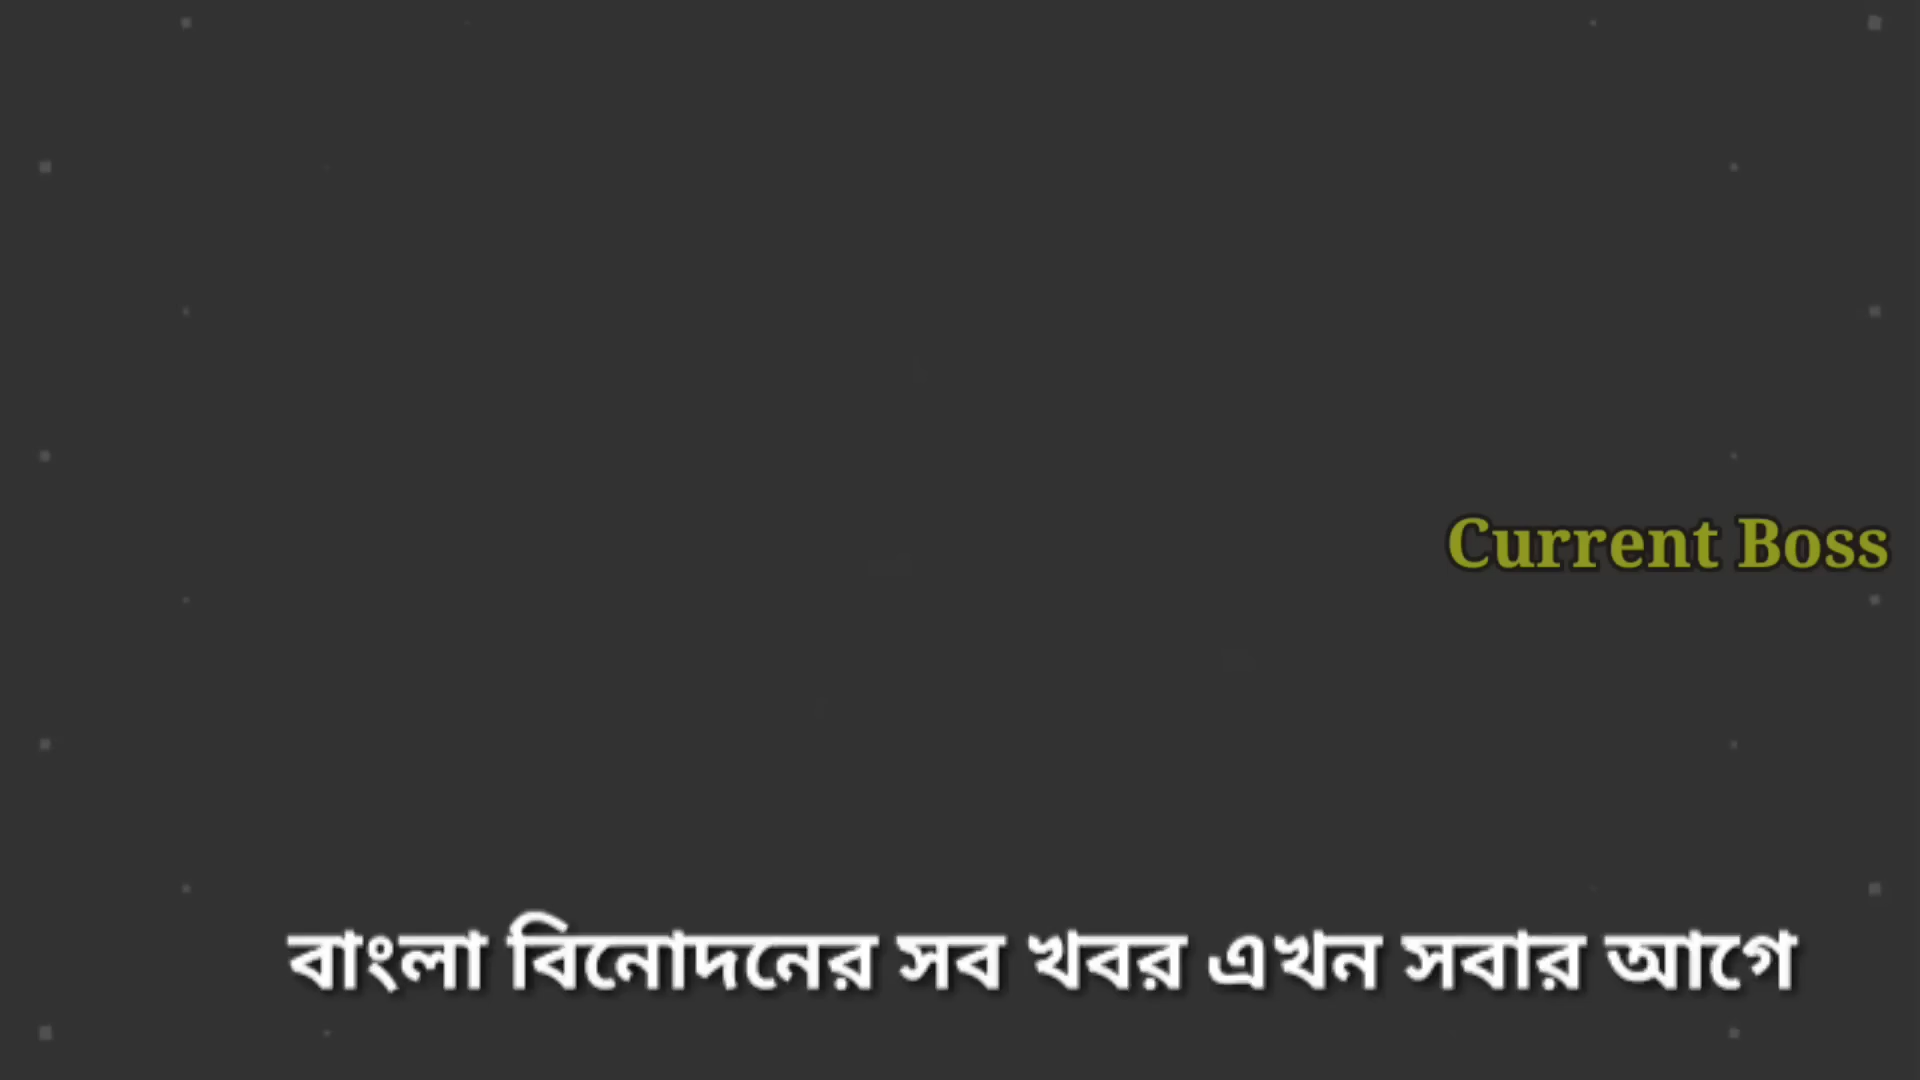 Current Boss
বাংলা বিনোদনের সব খবর এখন সবার আগে